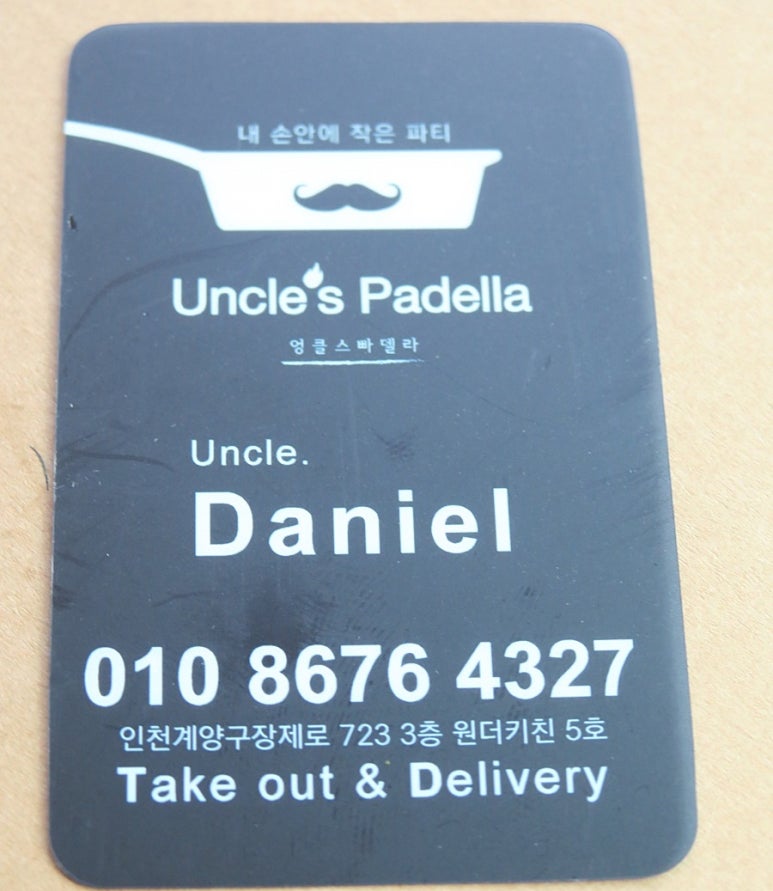 내 손안에 작은 파티
Uncle's Padella
엉클스빠델라
Uncle.
Daniel
010 8676 4327
인천계양구장제로 723 3층 원더키친 5호
Take out & Delivery